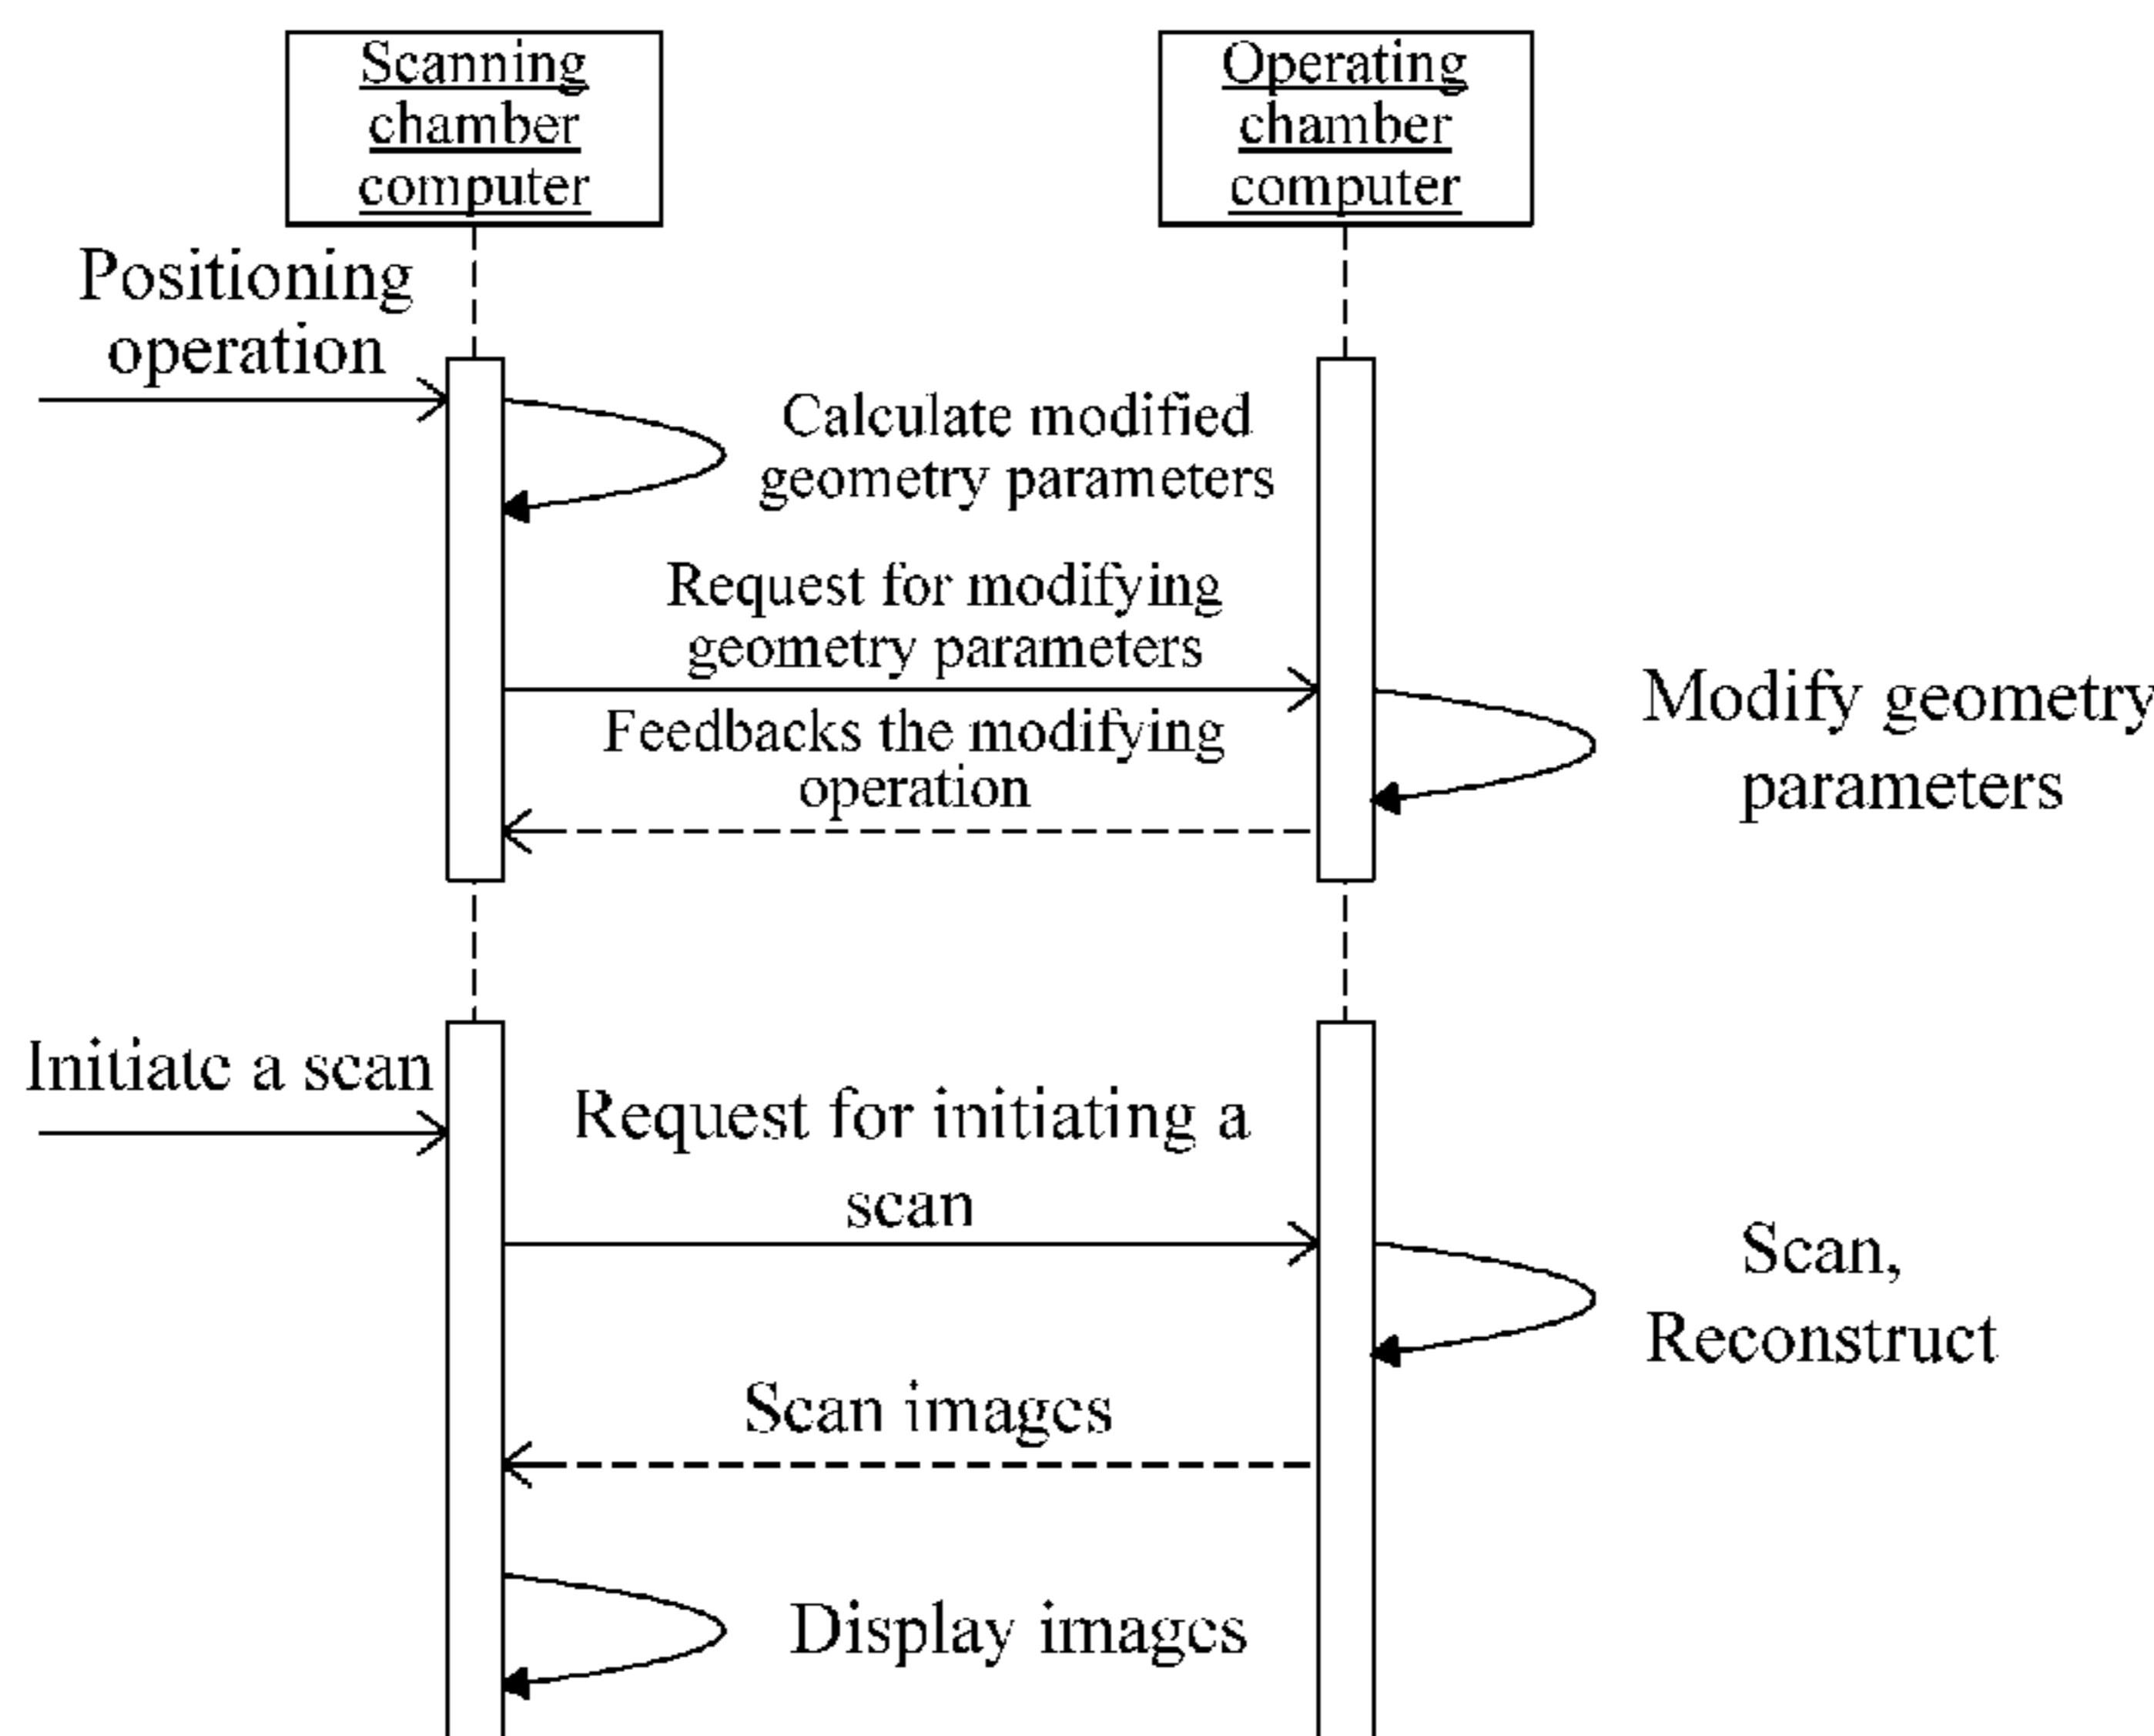 Scanning
chamber
computer
Operating
chamber
computer
Positioning
operation
Calculate modified
geometry parameters
Request for modifying
geometry parameters
Modify geometry
parameters
Feedbacks the modifying
operation
Initiate a scan
Request for initiating a
scan
Scan,
Reconstruct
Scan images
Display images